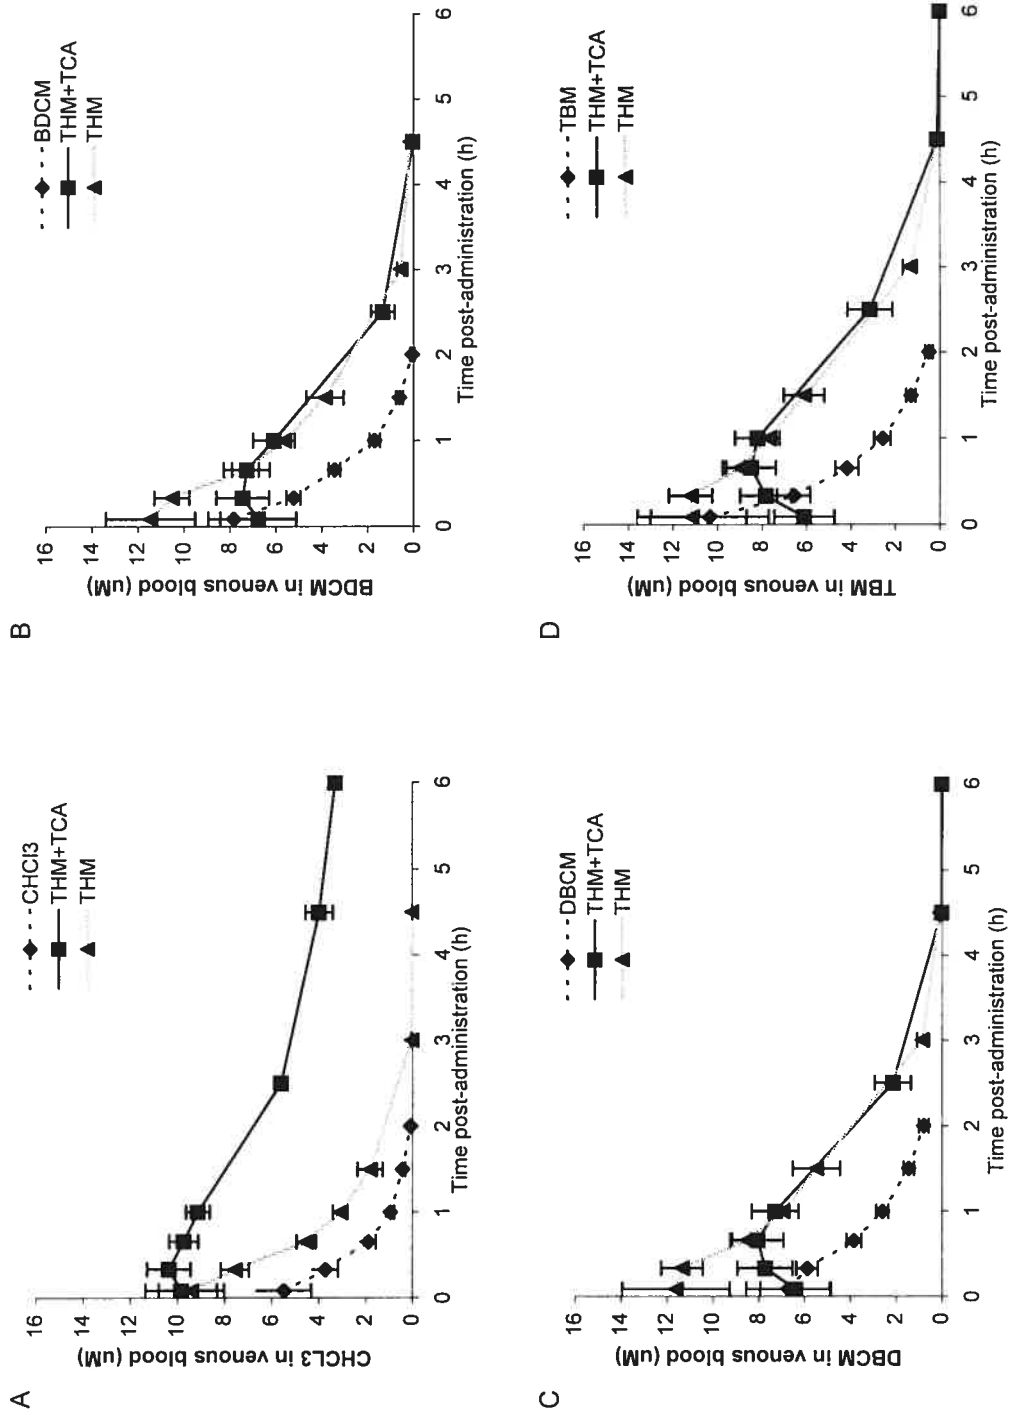 A
CHCL3 in venous blood (uM)
16
14
12
10
8
6
4
2
0
0
1
2
3
4
5
6
Time post-administration (h)
CHCl3
THM+TCA
THM
B
BDCM in venous blood (uM)
16
14
12
10
8
6
4
2
0
0
1
2
3
4
5
6
Time post-administration (h)
BDCM
THM+TCA
THM
C
DBCM in venous blood (uM)
16
14
12
10
8
6
4
2
0
0
1
2
3
4
5
6
Time post-administration (h)
DBCM
THM+TCA
THM
D
TBM in venous blood (uM)
16
14
12
10
8
6
4
2
0
0
1
2
3
4
5
6
Time post-administration (h)
TBM
THM+TCA
THM